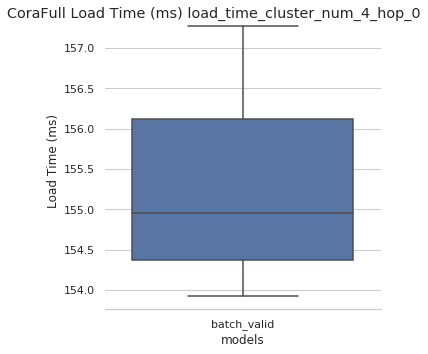 CoraFull Load Time (ms) load_time_cluster_num_4_hop_0
157.0
156.5
156.0
155.5
155.0
154.5
154.0
Load Time (ms)
batch_valid
models